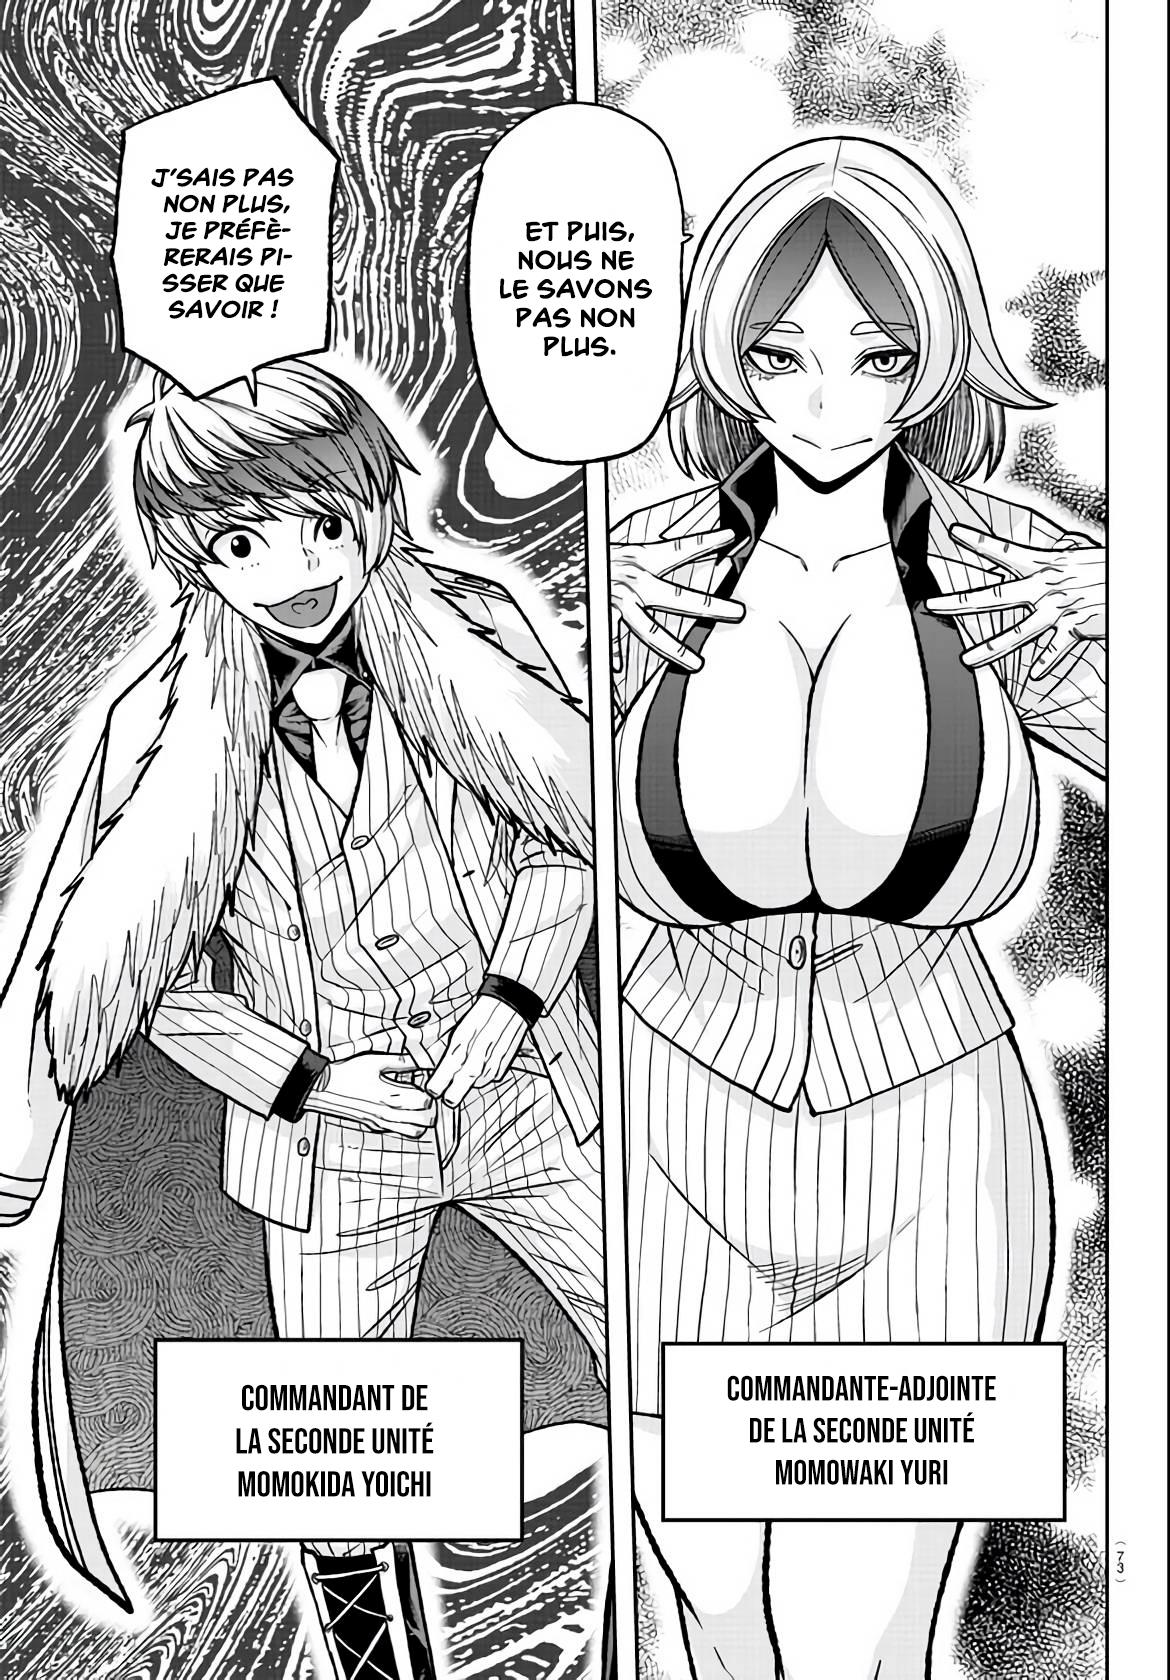 ET PUIS,
NOUS NE
LE SAVONS
PAS NON
PLUS.
J'SAIS PAS
NON PLUS,
JE PRÉFÈ-
RERAIS PI-
SSER QUE
SAVOIR !
COMMANDANTE-ADJOINTE
DE LA SECONDE UNITÉ
MOMOWAKI YURI
COMMANDANT DE
LA SECONDE UNITÉ
MOMOKIDA YOICHI
(73)